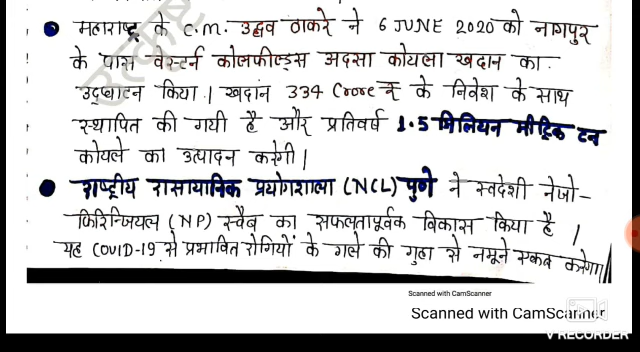 महाराष्ट्र के C.M. उद्धव ठाकरे ने 6 JUNE 2020 को नागपुर
के पास वेस्टर्न कोलफील्ड्स अदसा कोयला खदान का
उद्घाटन किया। खदान 334 Crore ₹ के निवेश के साथ
स्थापित की गयी है और प्रतिवर्ष 1.5 मिलियन मीट्रिक टन
कोयले का उत्पादन करेगी।
राष्ट्रीय रासायनिक प्रयोगशाला (NCL) पुणे ने स्वदेशी नेजो-
फिरिन्जियल (NP) स्वैब का सफलतापूर्वक विकास किया है।
यह COVID-19 से प्रभावित रोगियों के गले की गुहा से नमूने एकत्र करेगा
Scanned with CamScanner
Scanned with CamScanner
V RECORDER